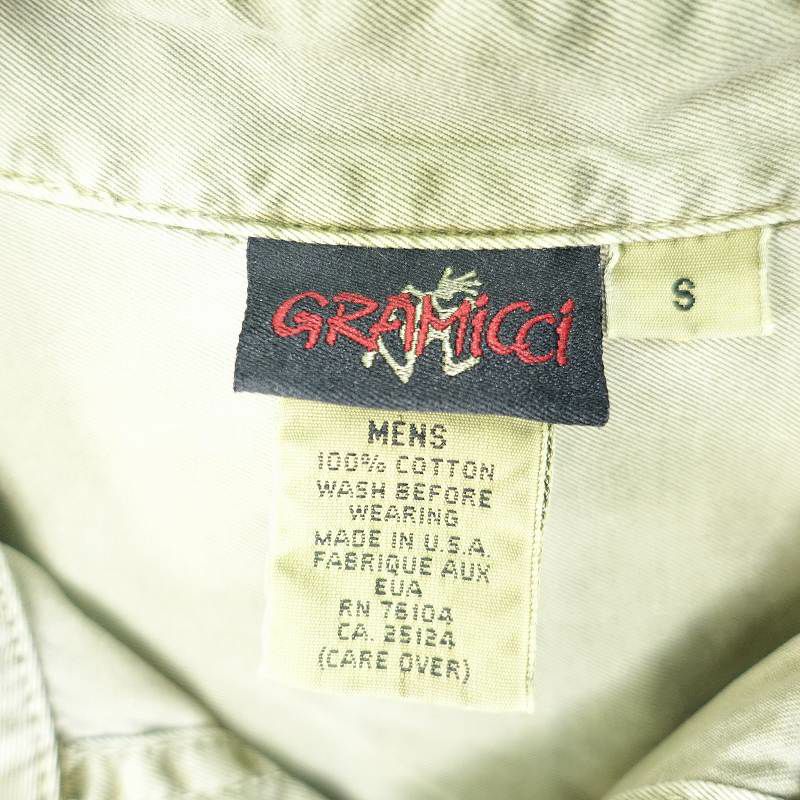 GRAMicci
S
MENS
100% COTTON
WASH BEFORE
WEARING
MADE IN U.S.A.
FABRIQUE AUX
EUA
RN 76104
CA. 25124
(CARE OVER)